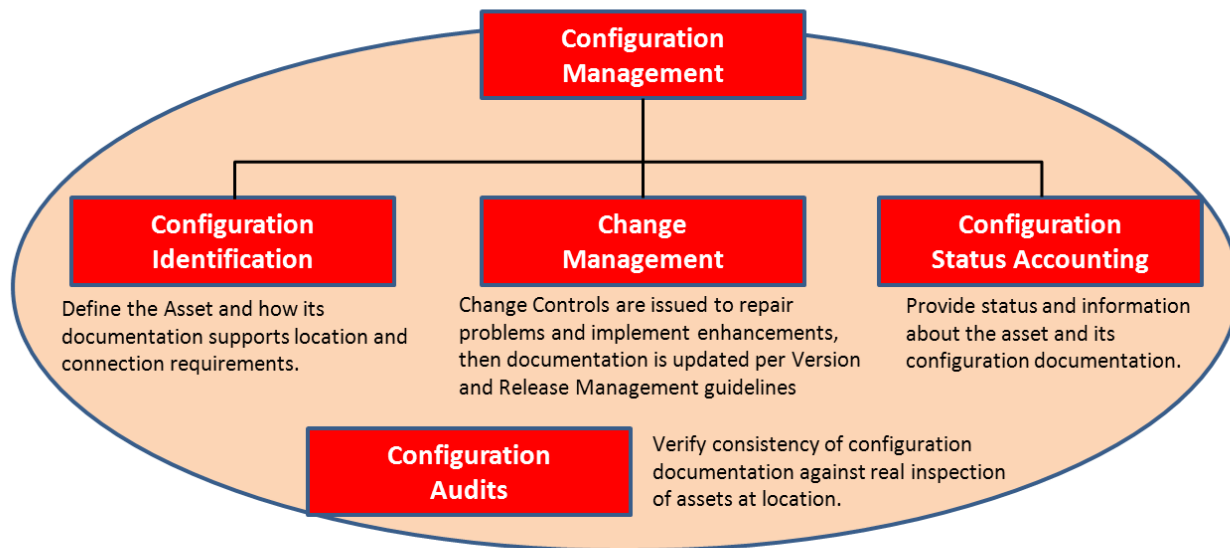 Configuration
Management
Configuration
Identification
Define the Asset and how its
documentation supports location and
connection requirements.
Change
Management
Change Controls are issued to repair
problems and implement enhancements,
then documentation is updated per Version
and Release Management guidelines
Configuration
Status Accounting
Provide status and information
about the asset and its
configuration documentation.
Configuration
Audits
Verify consistency of configuration
documentation against real inspection
of assets at location.